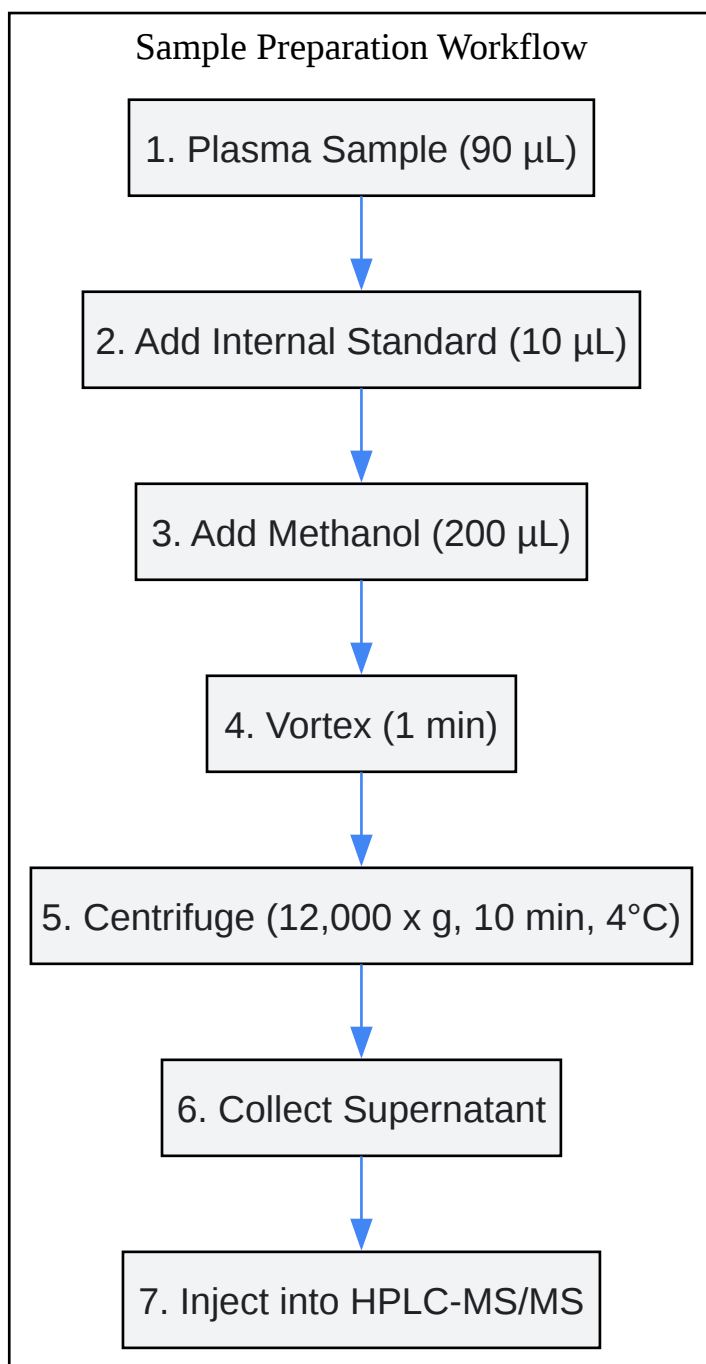 Sample Preparation Workflow
1. Plasma Sample (90 µL)
2. Add Internal Standard (10 µL)
3. Add Methanol (200 µL)
4. Vortex (1 min)
5. Centrifuge (12,000 x g, 10 min, 4°C)
6. Collect Supernatant
7. Inject into HPLC-MS/MS